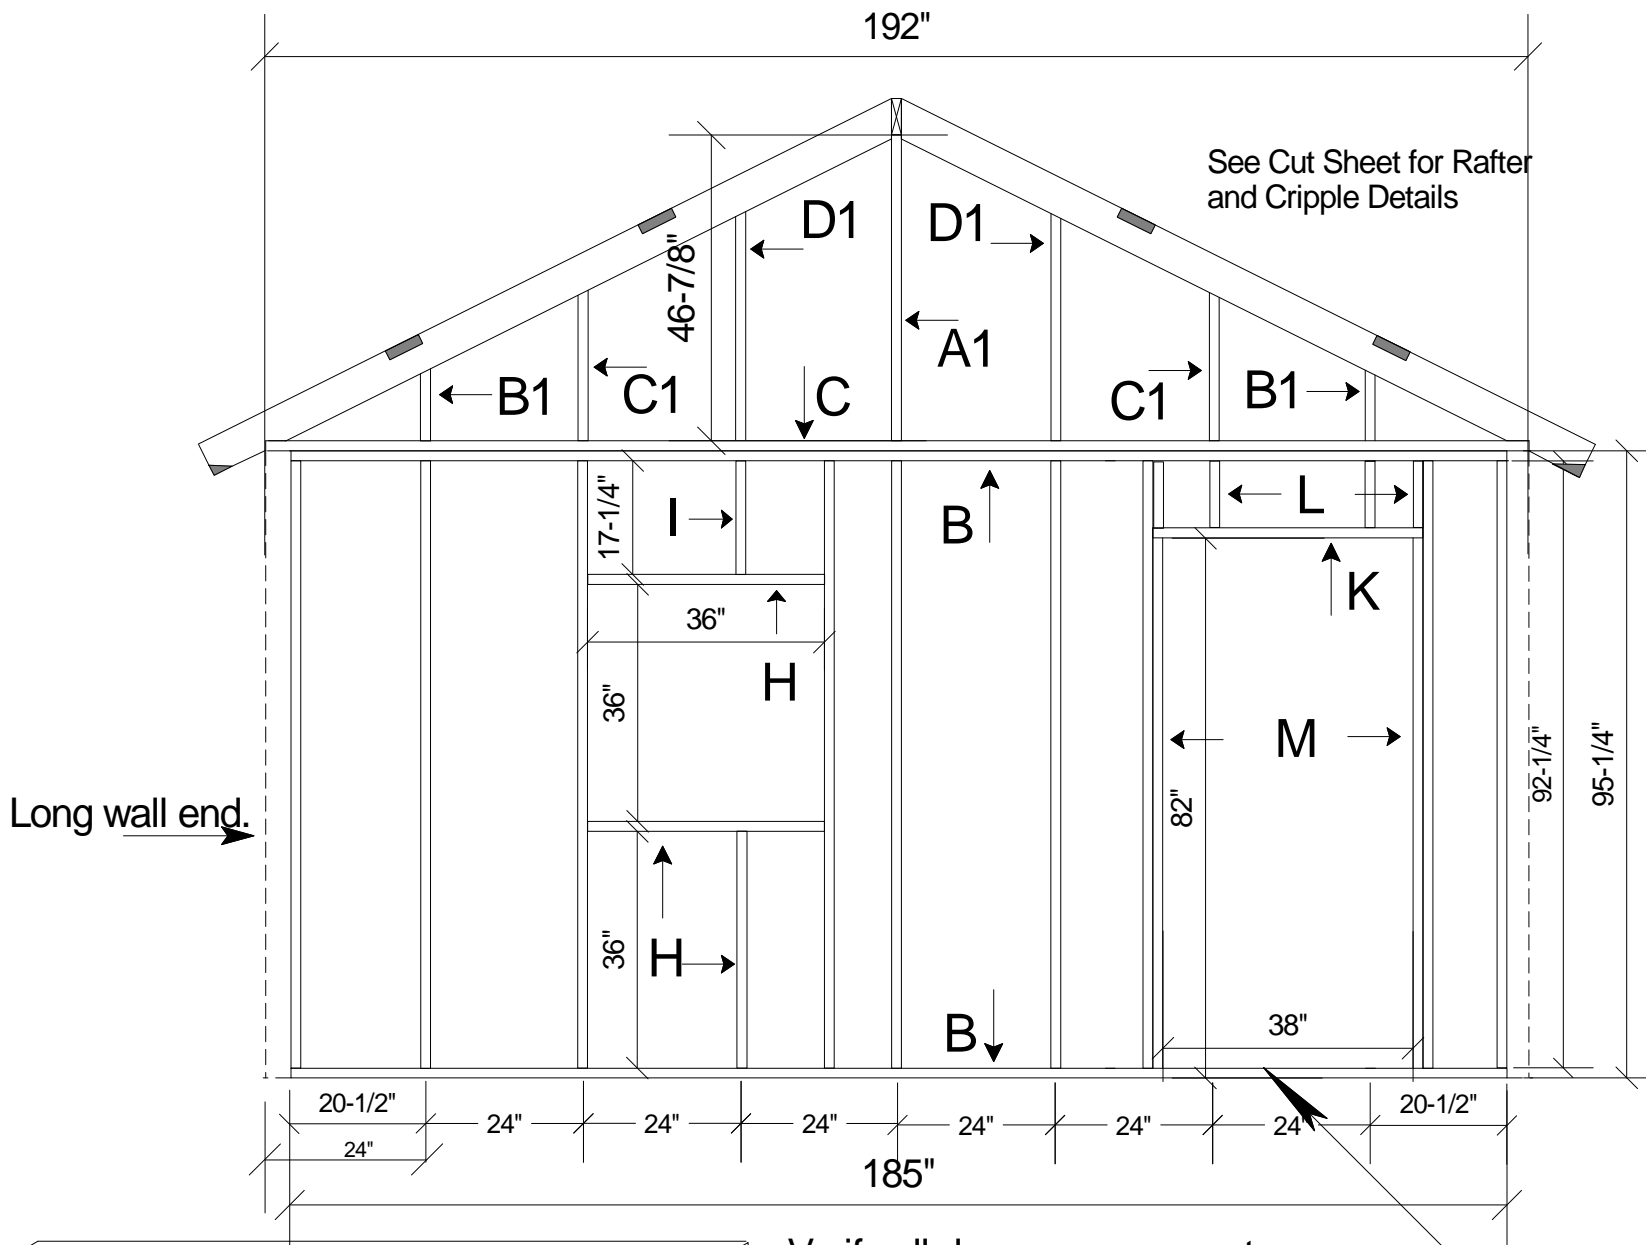 192"
See Cut Sheet for Rafter
and Cripple Details
D1
D1
46-7/8"
A1
B1
C1
C
C1
B1
17-1/4"
I
B
L
K
36"
H
36"
M
92-1/4"
95-1/4"
82"
Long wall end.
36"
H
B
38"
20-1/2"
24"
24"
24"
24"
24"
24"
20-1/2"
24"
185"